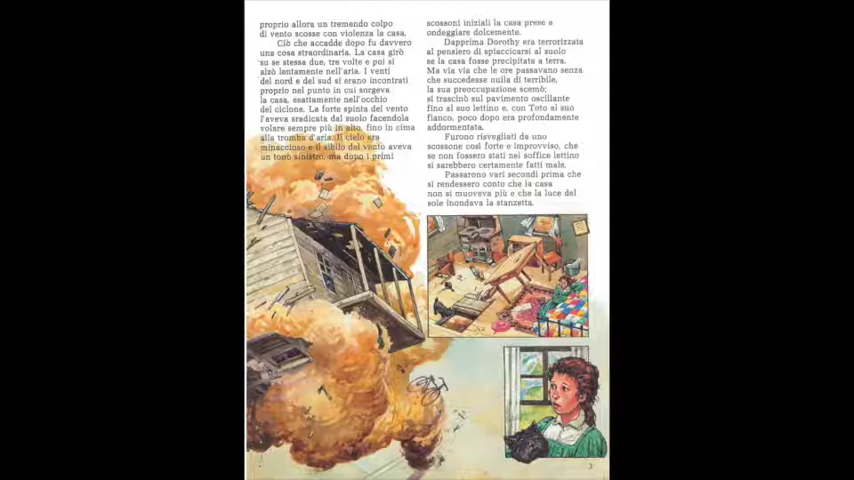 proprio allora un tremendo colpo
di vento scosse con violenza la casa.
Ciò che accadde dopo fu davvero
una cosa straordinaria. La casa girò
su se stessa due, tre volte e poi si
alzò lentamente nell'aria. I venti
del nord e del sud si erano incontrati
proprio nel punto in cui sorgeva
la casa, esattamente nell'occhio
del ciclone. La forte spinta del vento
l'aveva sradicata dal suolo facendola
volare sempre più in alto, fino in cima
alla tromba d'aria. Il cielo era
minaccioso e il sibilo del vento aveva
un tono sinistro, ma dopo i primi
scossoni iniziali la casa prese a
ondeggiare dolcemente.
Dapprima Dorothy era terrorizzata
al pensiero di spiaccicarsi al suolo
se la casa fosse precipitata a terra.
Ma via via che le ore passavano senza
che succedesse nulla di terribile,
la sua preoccupazione scemò;
si trascinò sul pavimento oscillante
fino al suo lettino e, con Toto al suo
fianco, poco dopo era profondamente
addormentata.
Furono risvegliati da uno
scossone così forte e improvviso, che
se non fossero stati nel soffice lettino
si sarebbero certamente fatti male.
Passarono vari secondi prima che
si rendessero conto che la casa
non si muoveva più e che la luce del
sole inondava la stanzetta.
3